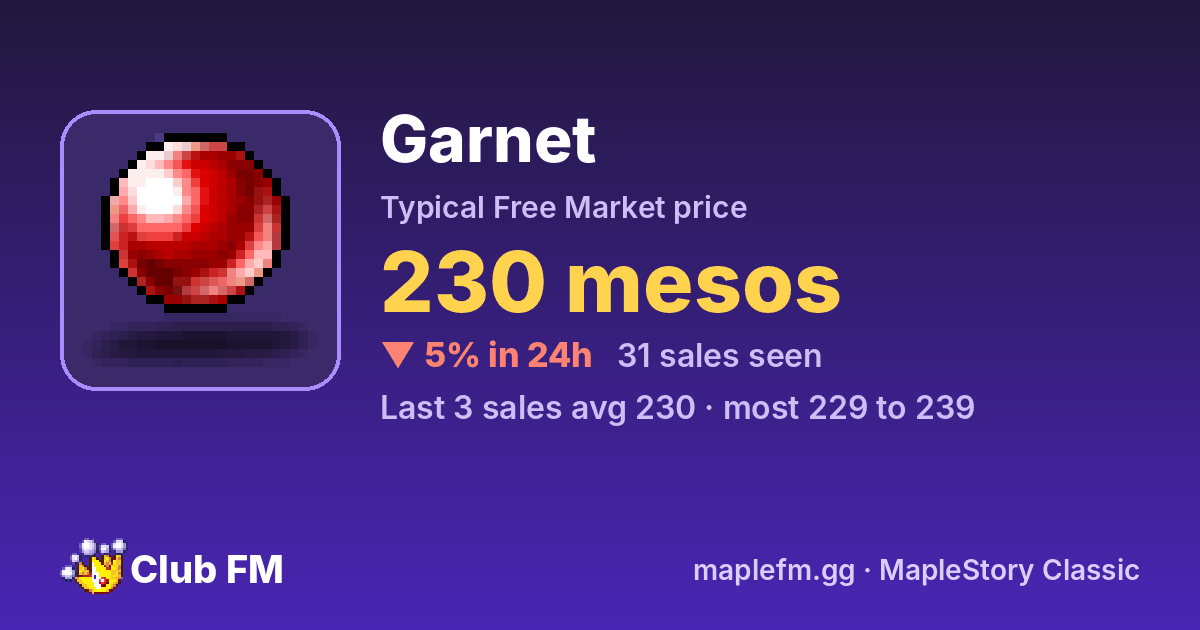 Garnet
Typical Free Market price
230 mesos
▼ 5% in 24h 31 sales seen
Last 3 sales avg 230 · most 229 to 239
Club FM
maplefm.gg · MapleStory Classic